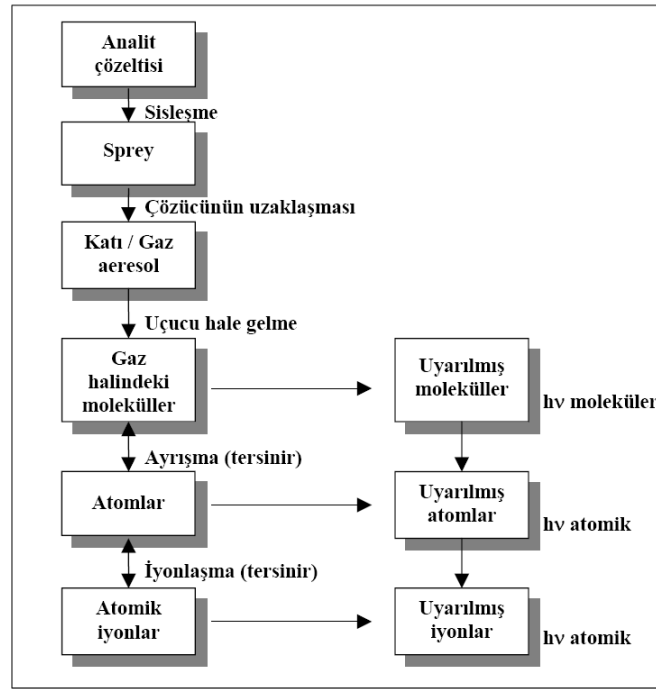 Analit
çözeltisi
Sisleşme
Sprey
Çözücünün uzaklaşması
Katı / Gaz
aeresol
Uçucu hale gelme
Gaz
halindeki
moleküller
Uyarılmış
moleküller
hν moleküler
Ayrışma (tersinir)
Atomlar
Uyarılmış
atomlar
hν atomik
İyonlaşma (tersinir)
Atomik
iyonlar
Uyarılmış
iyonlar
hν atomik